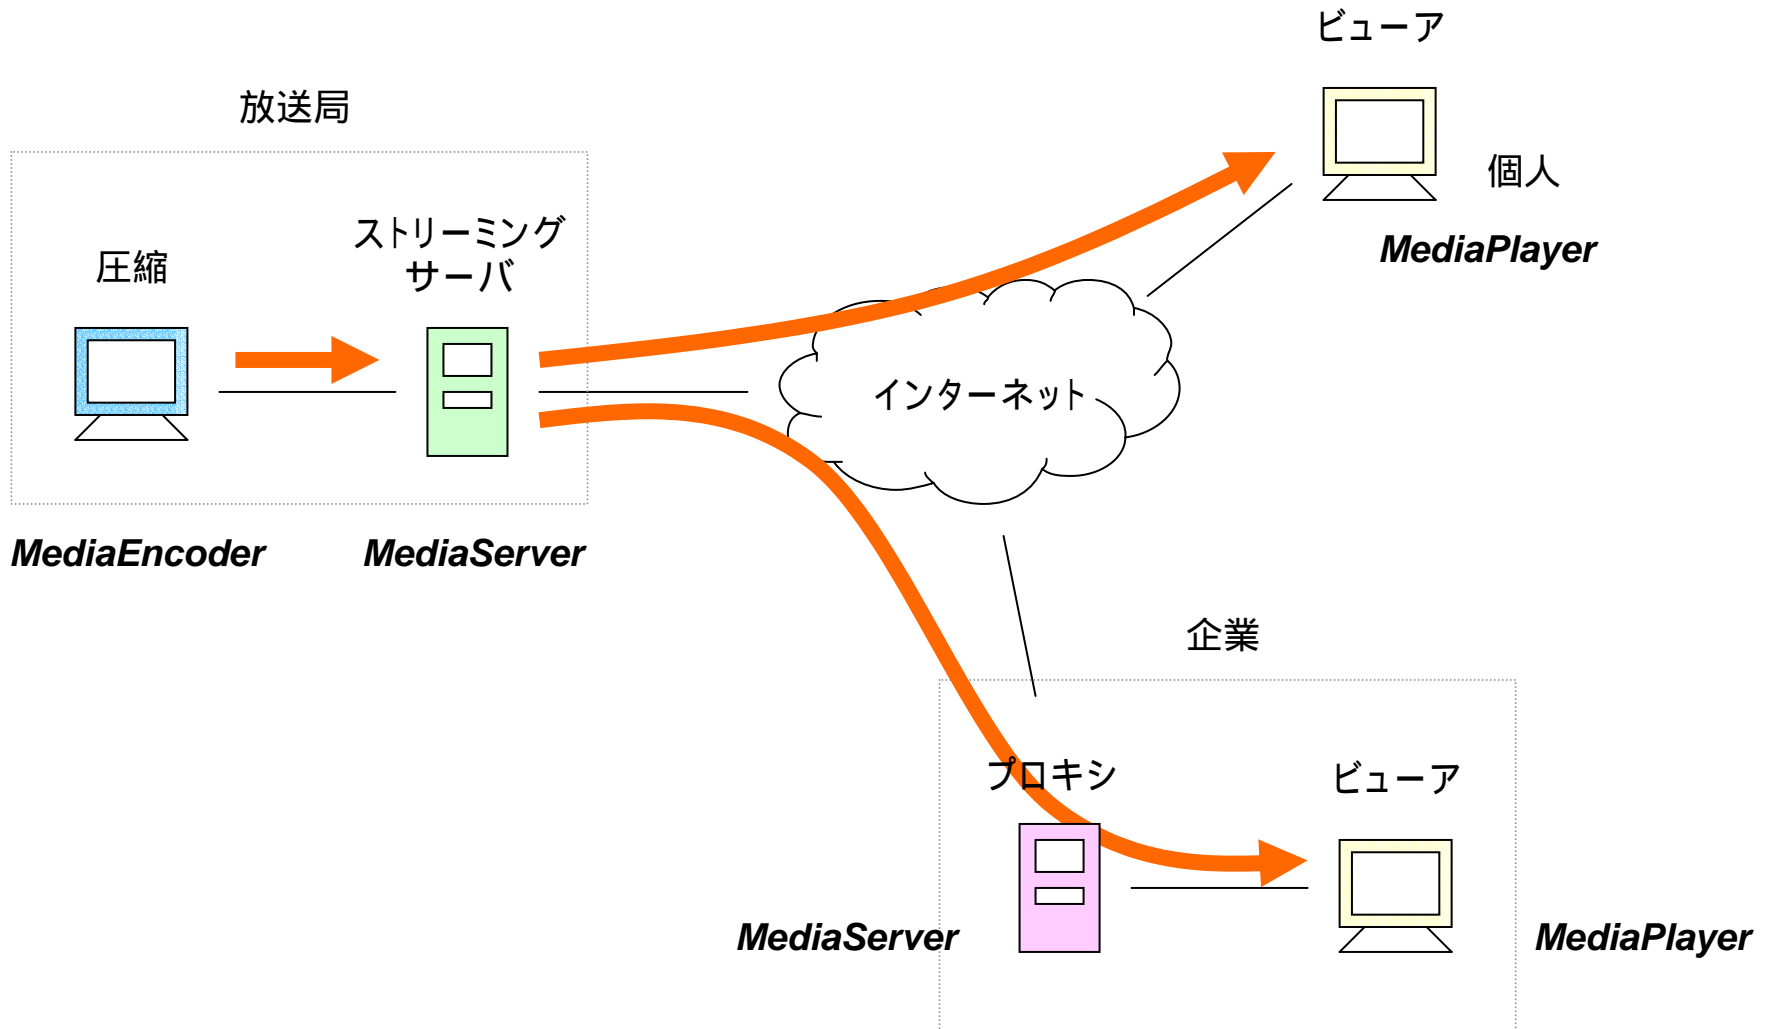 ビューア
放送局
個人
ストリーミング
サーバ
圧縮
MediaPlayer
インターネット
MediaEncoder
MediaServer
企業
プロキシ
ビューア
MediaServer
MediaPlayer